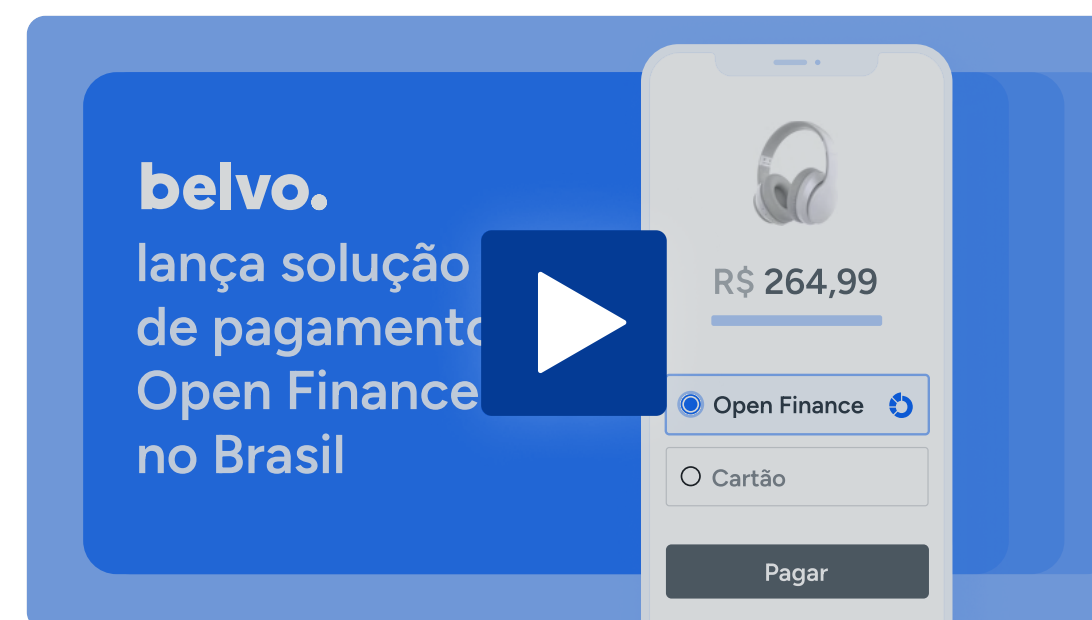 belvo.
lança solução
de pagamento
Open Finance
no Brasil
R$ 264,99
Open Finance
Cartão
Pagar